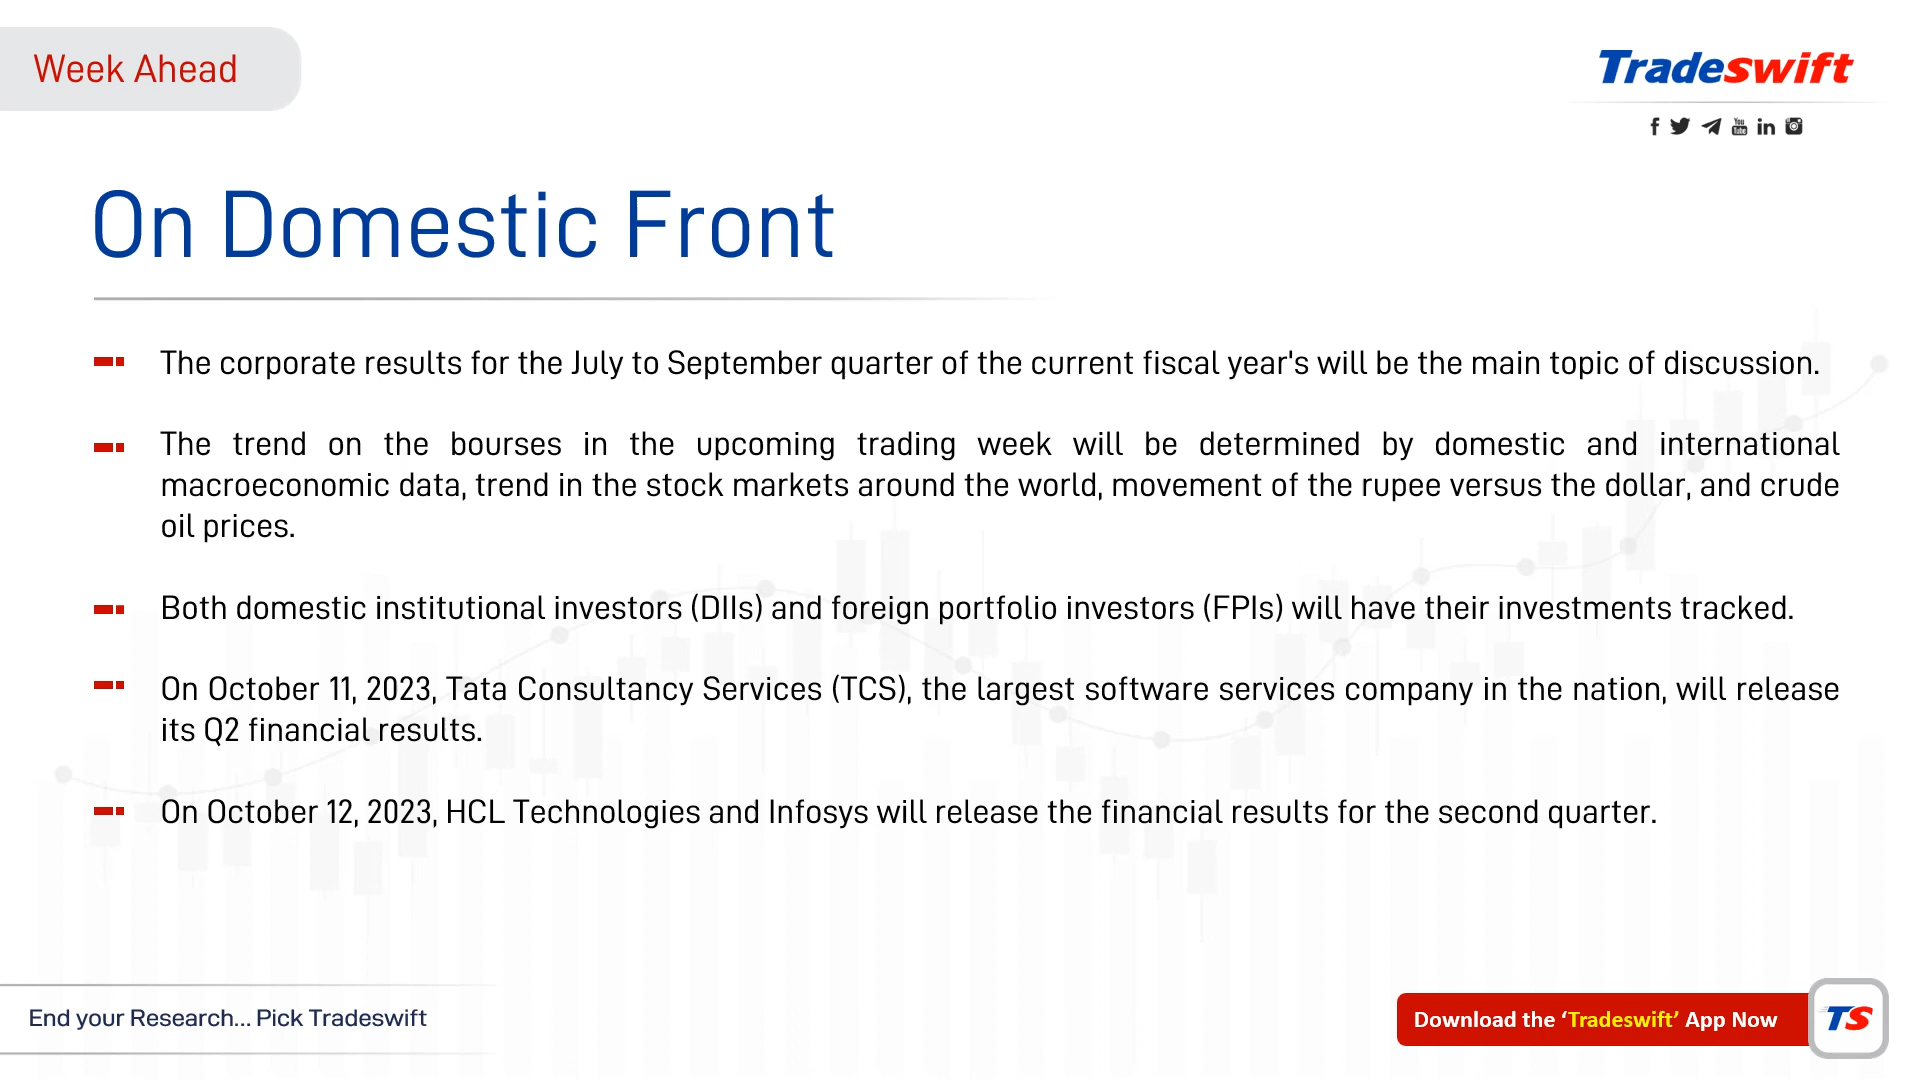 Week Ahead
Tradeswift
You
Tube
On Domestic Front
The corporate results for the July to September quarter of the current fiscal year's will be the main topic of discussion.
The trend on the bourses in the upcoming trading week will be determined by domestic and international
macroeconomic data, trend in the stock markets around the world, movement of the rupee versus the dollar, and crude
oil prices.
Both domestic institutional investors (DIIs) and foreign portfolio investors (FPIs) will have their investments tracked.
On October 11, 2023, Tata Consultancy Services (TCS), the largest software services company in the nation, will release
its Q2 financial results.
On October 12, 2023, HCL Technologies and Infosys will release the financial results for the second quarter.
End your Research... Pick Tradeswift
Download the ‘Tradeswift’ App Now
TS